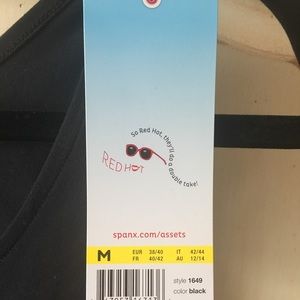 So Red Hot, they'll do a double take!
RED HOT
spanx.com/assets
M EUR 38/40 IT 42/44
FR 40/42 AU 12/14
style 1649
color black